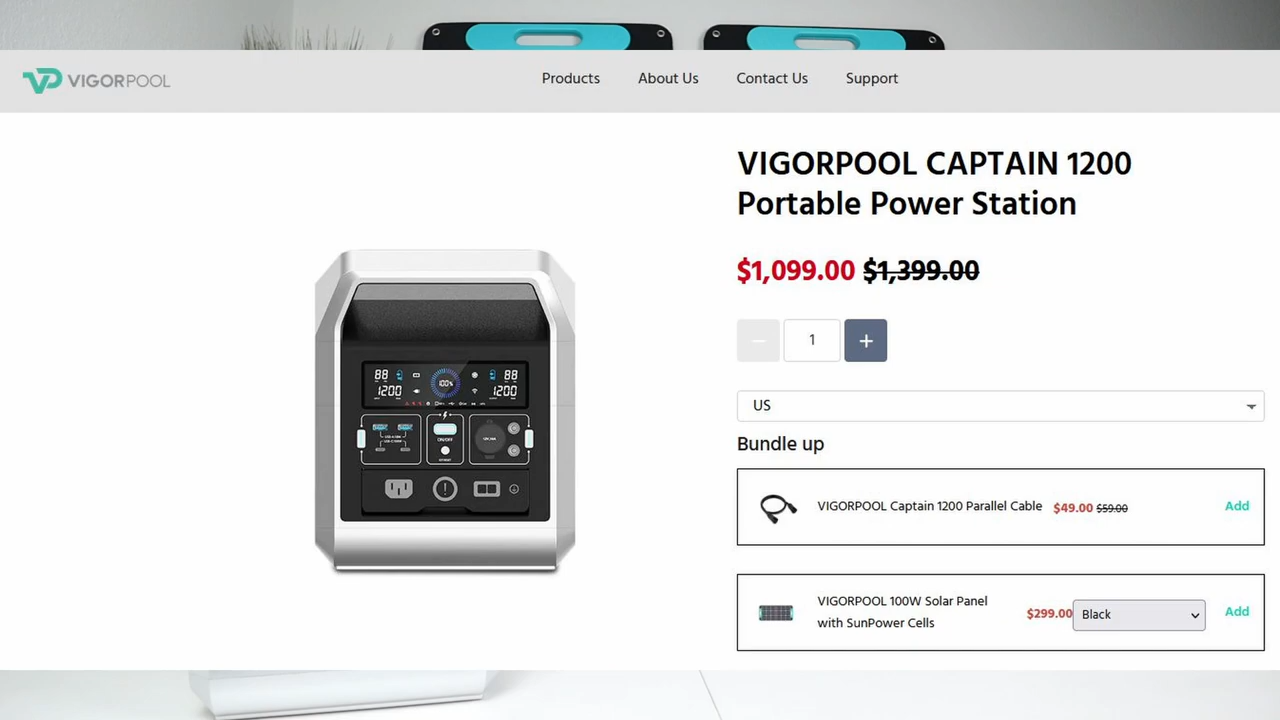 VIGORPOOL
Products
About Us
Contact Us
Support
VIGORPOOL CAPTAIN 1200
Portable Power Station
$1,099.00 $1,399.00
1
US
Bundle up
VIGORPOOL Captain 1200 Parallel Cable $49.00 $59.00 Add
VIGORPOOL 100W Solar Panel
with SunPower Cells
$299.00 Black Add
88
1200
100%
88
1200
ON/OFF